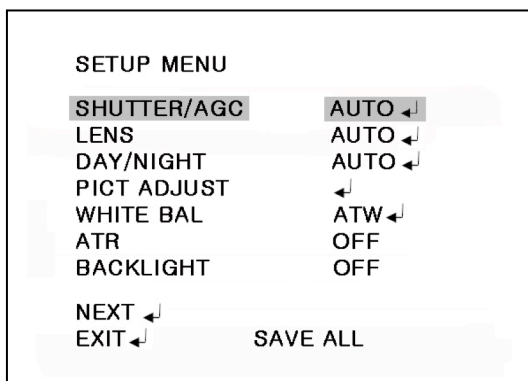 SETUP MENU
SHUTTER/AGC AUTO ↲
LENS AUTO ↲
DAY/NIGHT AUTO ↲
PICT ADJUST ↲
WHITE BAL ATW ↲
ATR OFF
BACKLIGHT OFF
NEXT ↲
EXIT ↲ SAVE ALL